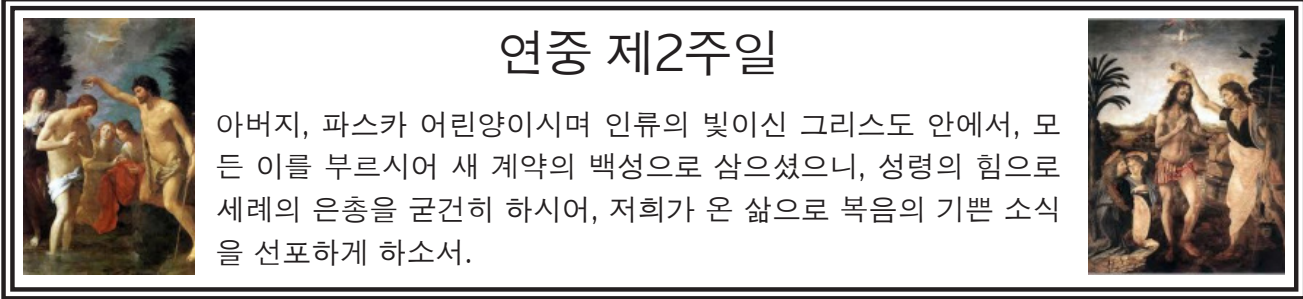 연중 제2주일
아버지, 파스카 어린양이시며 인류의 빛이신 그리스도 안에서, 모
든 이를 부르시어 새 계약의 백성으로 삼으셨으니, 성령의 힘으로
세례의 은총을 굳건히 하시어, 저희가 온 삶으로 복음의 기쁜 소식
을 선포하게 하소서.